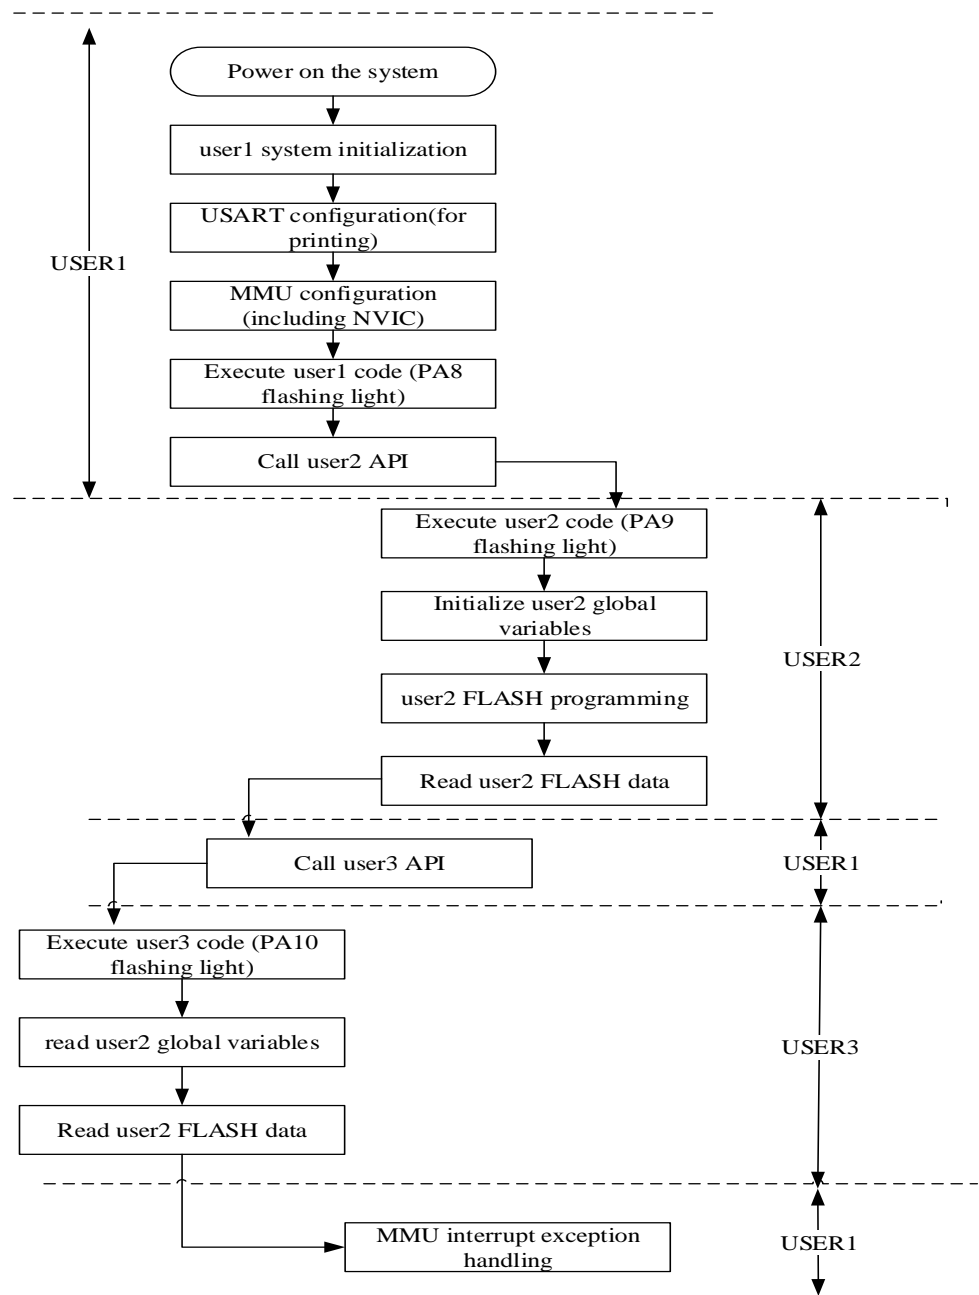 Power on the system
user1 system initialization
USART configuration(for
printing)
USER1
MMU configuration
(including NVIC)
Execute user1 code (PA8
flashing light)
Call user2 API
Execute user2 code (PA9
flashing light)
Initialize user2 global
variables
USER2
user2 FLASH programming
Read user2 FLASH data
Call user3 API
USER1
Execute user3 code (PA10
flashing light)
read user2 global variables
USER3
Read user2 FLASH data
MMU interrupt exception
handling
USER1